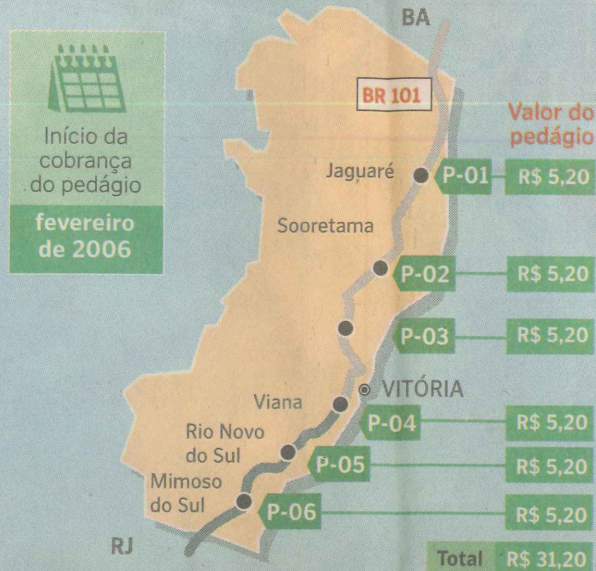 BA
BR 101
Início da
cobrança
do pedágio
fevereiro
de 2006
Valor do
pedágio
Jaguaré
P-01
R$ 5,20
Sooretama
P-02
R$ 5,20
P-03
R$ 5,20
VITÓRIA
Viana
P-04
R$ 5,20
Rio Novo
do Sul
P-05
R$ 5,20
Mimoso
do Sul
P-06
R$ 5,20
RJ
Total R$ 31,20